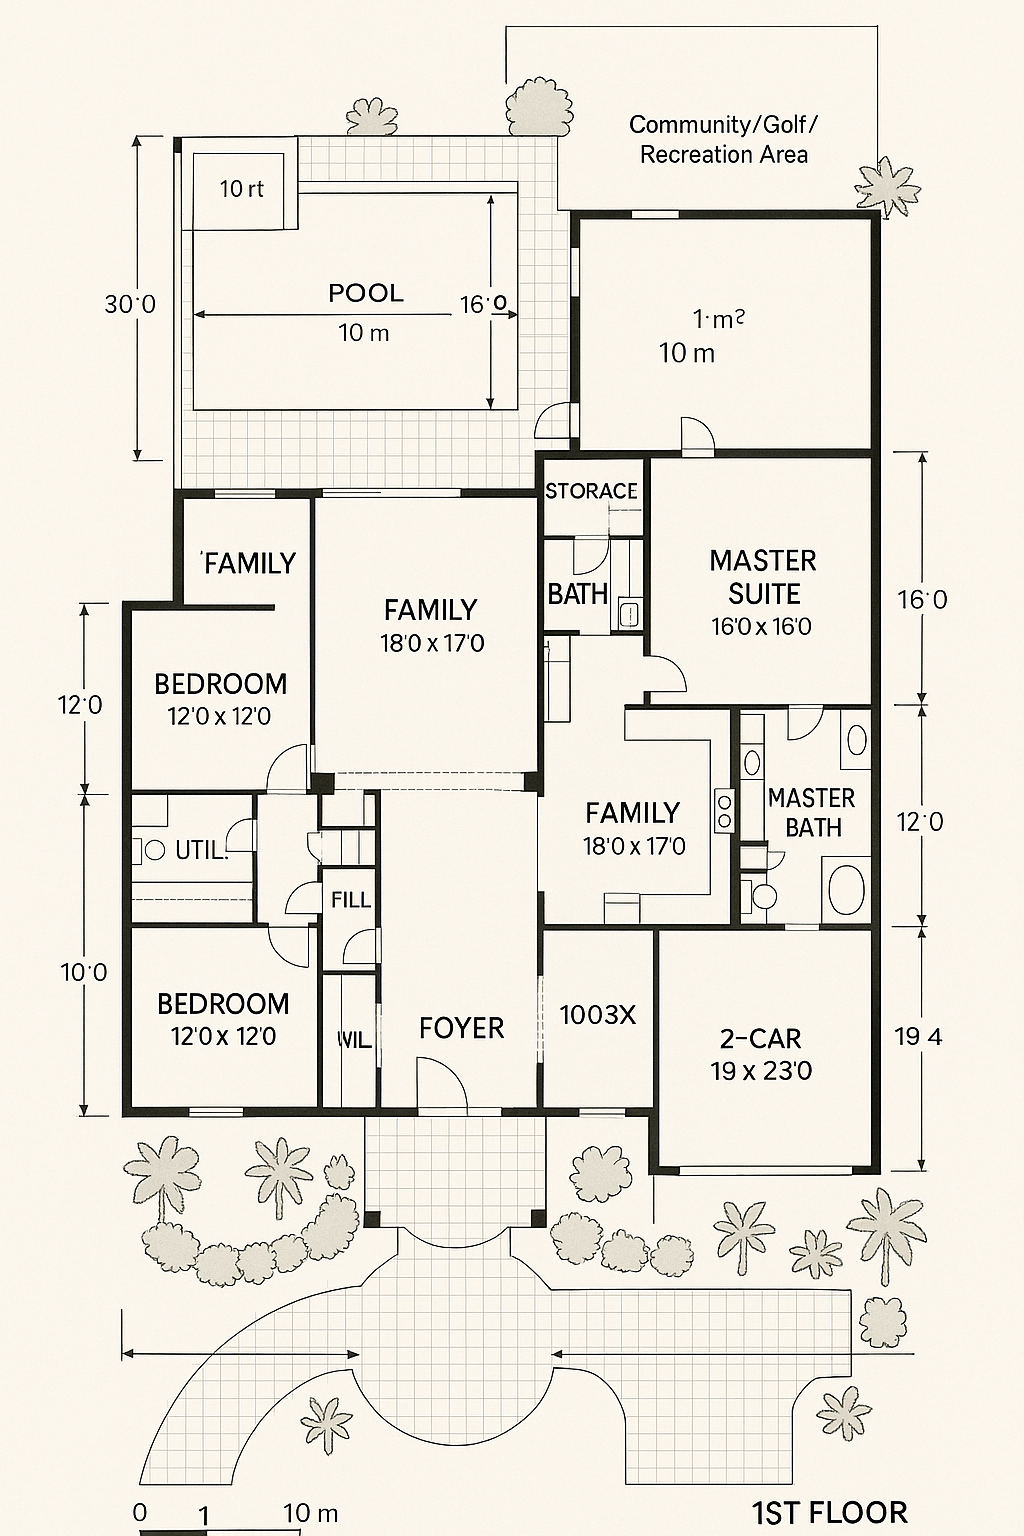 Community/Golf/
Recreation Area
10 rt
30'0
POOL
16'0
10 m
1·m?
10 m
STORACE
'FAMILY
BATH
MASTER
SUITE
16'0 x 16'0
16'0
FAMILY
18'0 x 17'0
BEDROOM
12'0 x 12'0
12'0
UTIL.
FAMILY
18'0 x 17'0
MASTER
BATH
12'0
FILL
10'0
BEDROOM
12'0 x 12'0
WIL
FOYER
1003X
2-CAR
19 x 23'0
19 4
0 1 10 m
1ST FLOOR